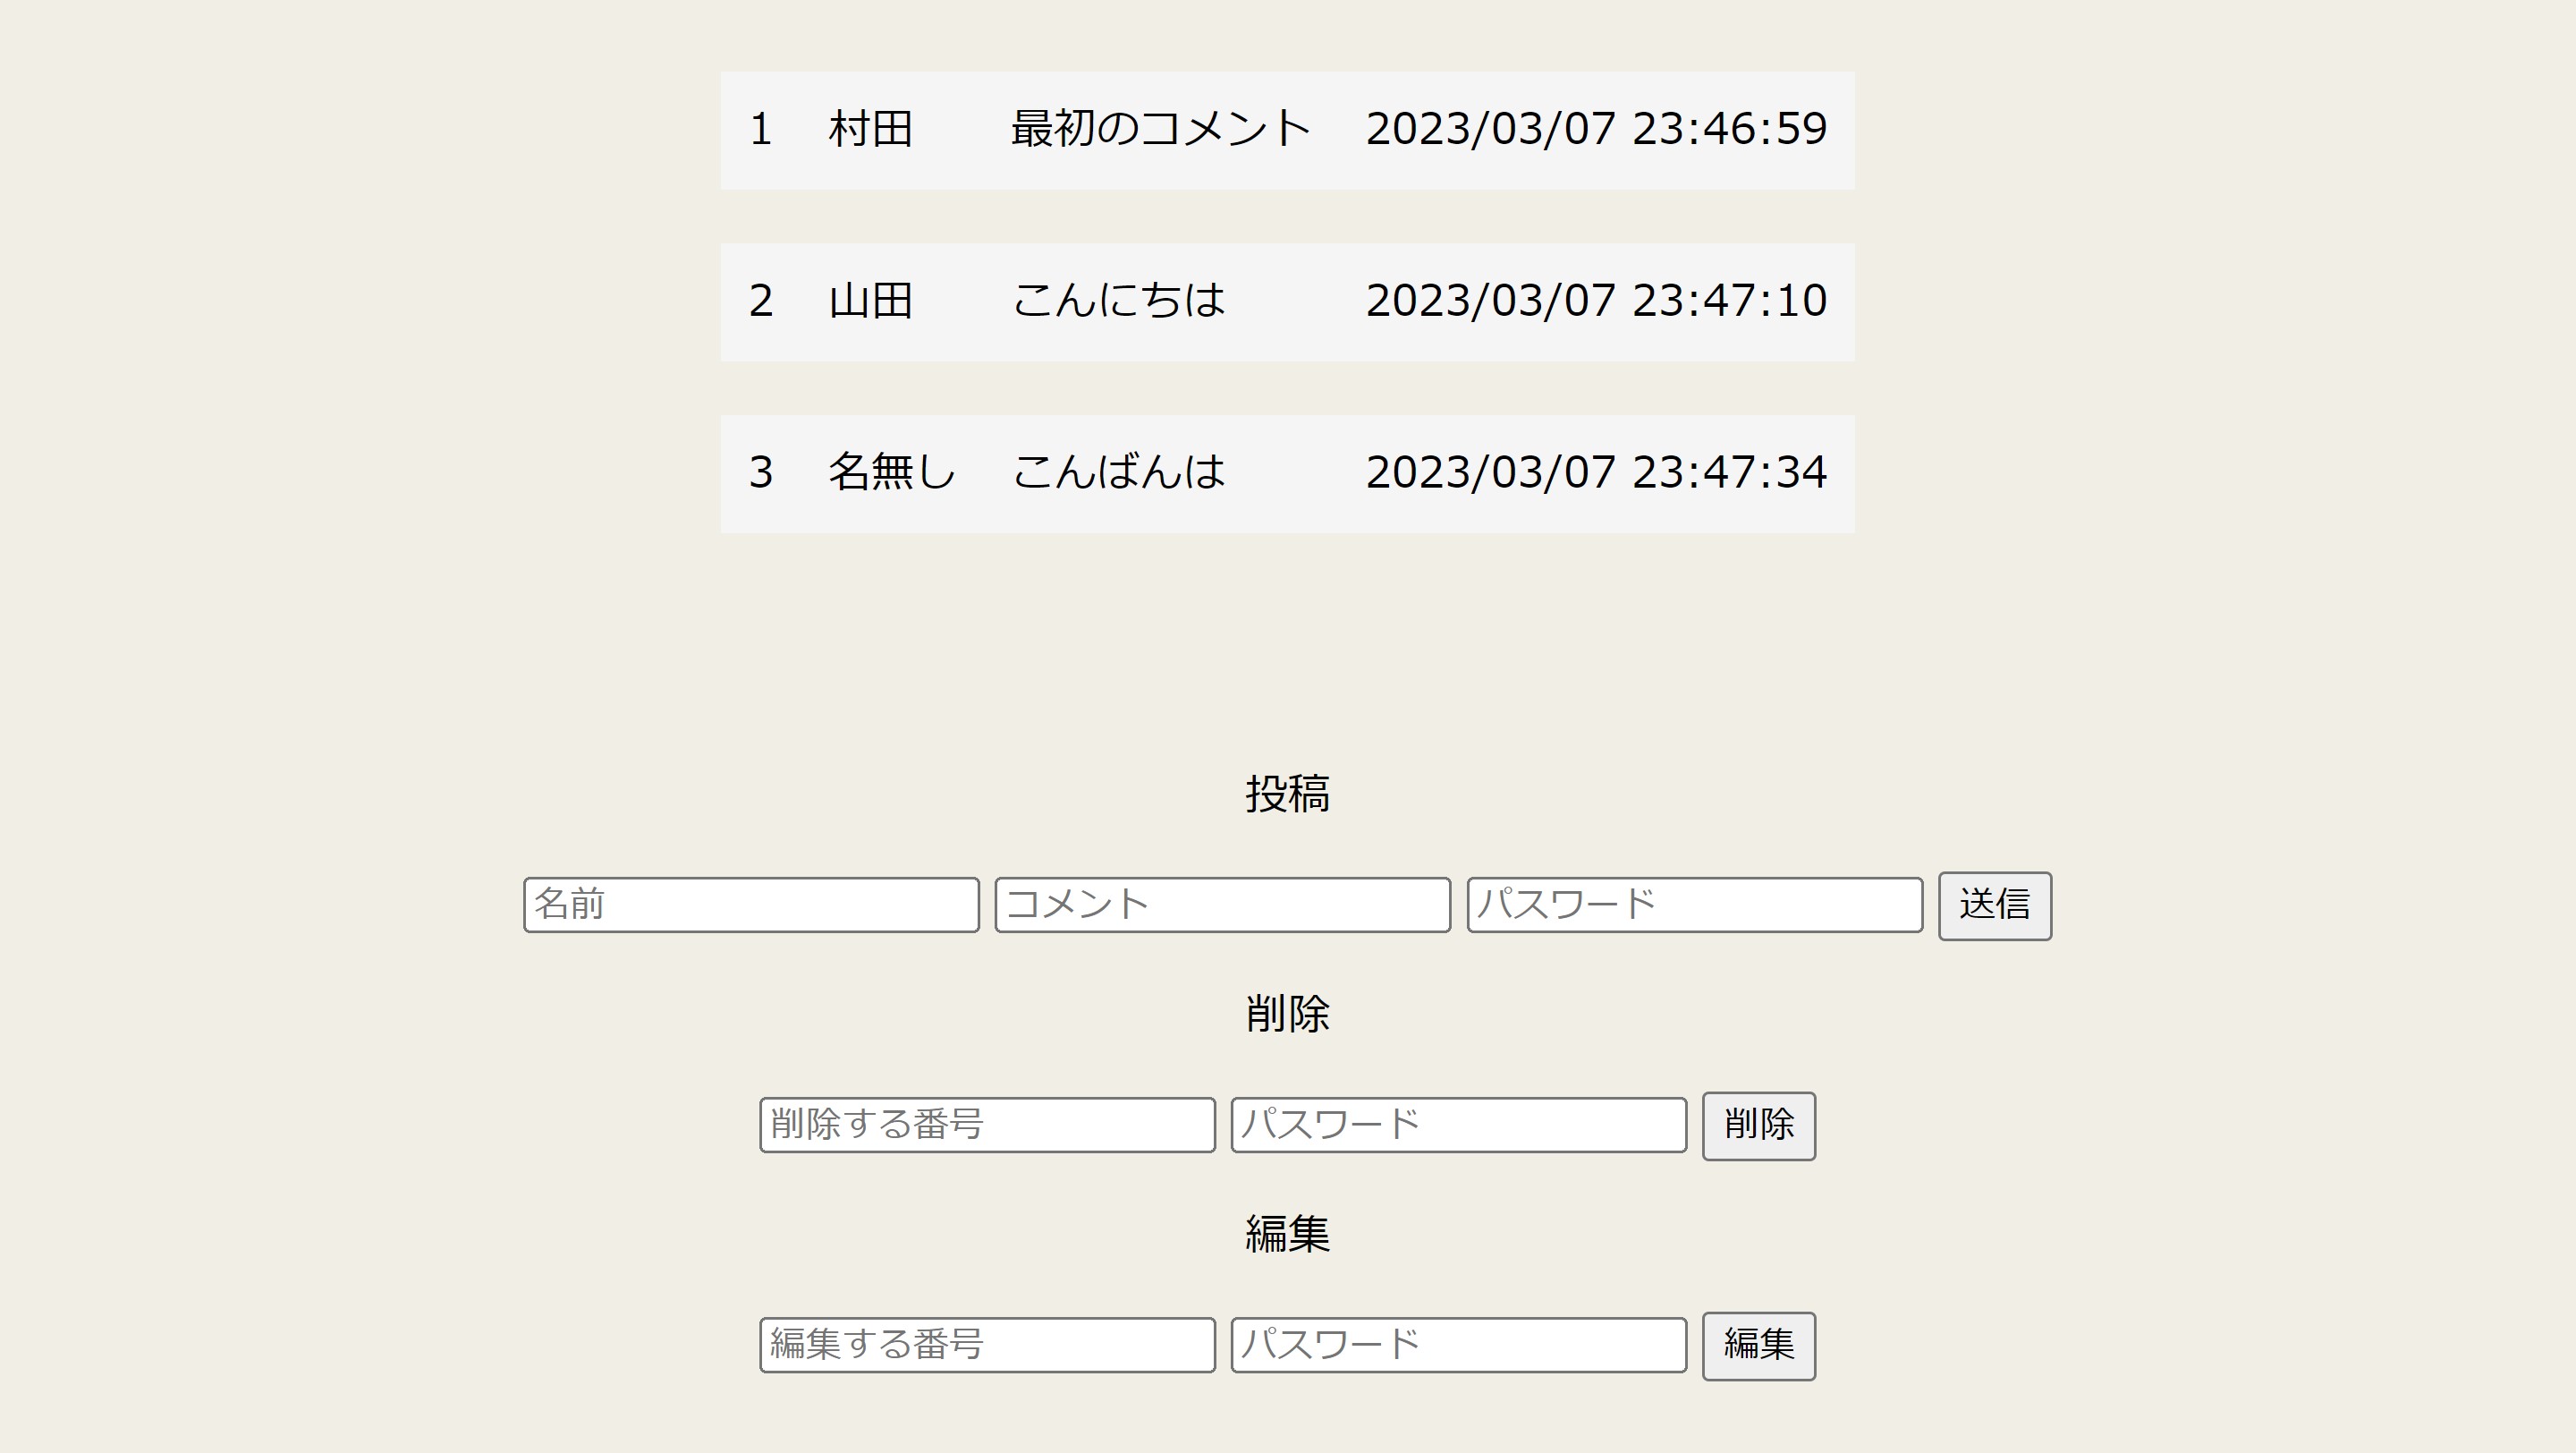 1 村田 最初のコメント 2023/03/07 23:46:59
2 山田 こんにちは 2023/03/07 23:47:10
3 名無し こんばんは 2023/03/07 23:47:34
投稿
名前 コメント パスワード 送信
削除
削除する番号 パスワード 削除
編集
編集する番号 パスワード 編集